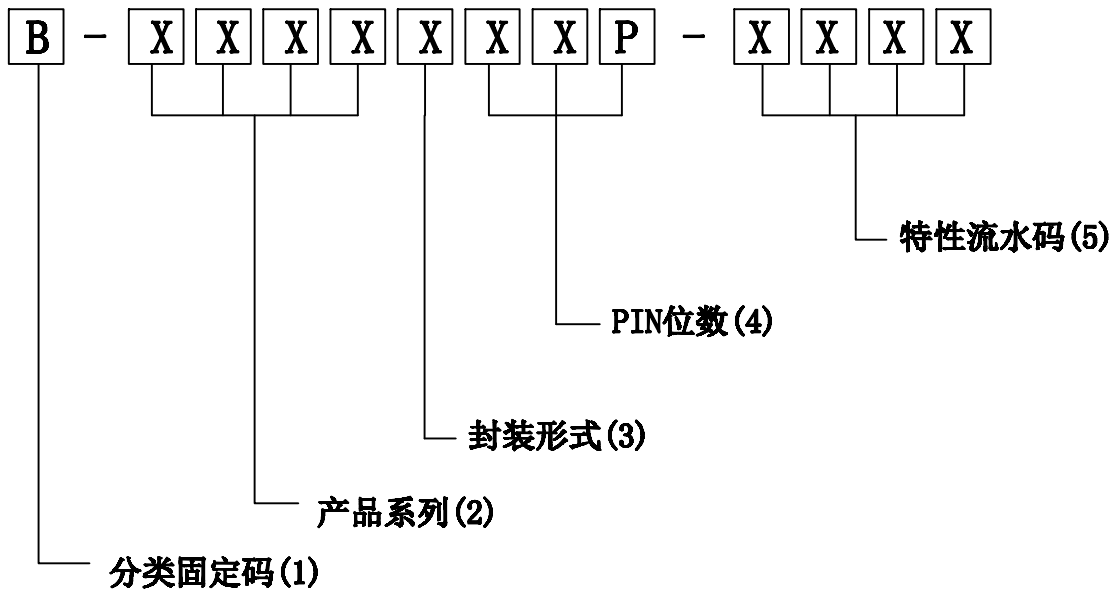 B - X X X X X X X P - X X X X
特性流水码(5)
PIN位数(4)
封装形式(3)
产品系列(2)
分类固定码(1)